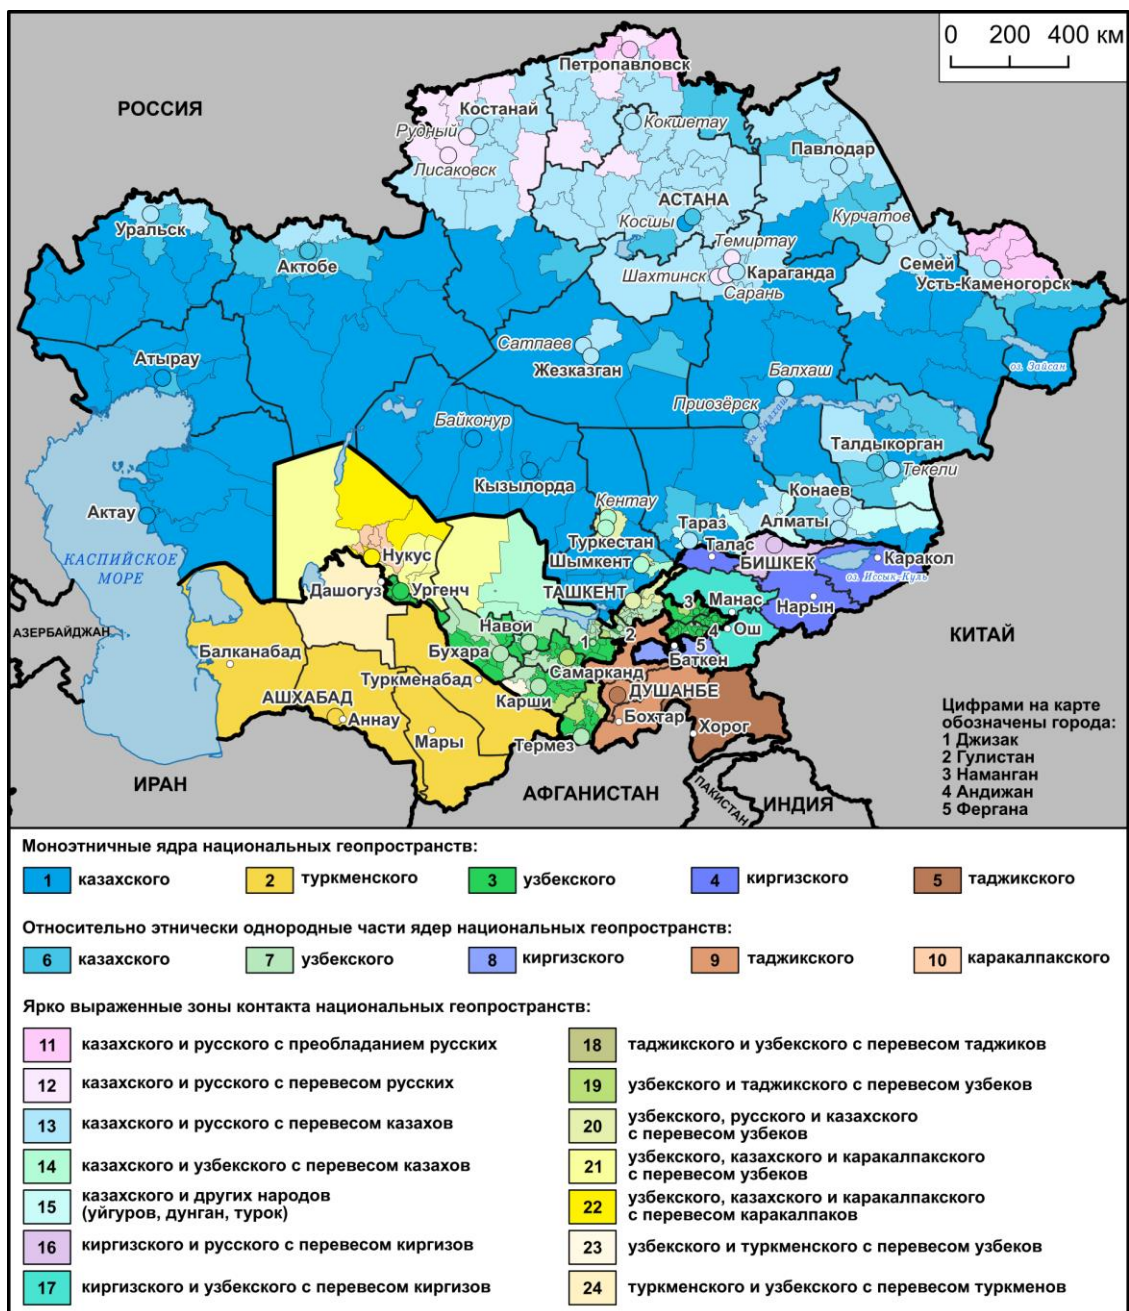 0 200 400 км
Петропавловск
РОССИЯ
Костанай
Рудный
Кокшетау
Лисаковск
Павлодар
АСТАНА
Уральск
Косшы
Курчатов
Актобе
Темиртау
Семей
Шахтинск
Караганда
Усть-Каменогорск
Сарань
Сатпаев
Атырау
Жезказган
оз. Зайсан
Балхаш
Приозёрск
оз. Балхаш
Байконур
Талдыкорган
Текели
Кызылорда
Конаев
Актау
Кентау
Тараз
Алматы
Туркестан
Талас
Каракол
КАСПИЙСКОЕ
МОРЕ
Нукус
Шымкент
БИШКЕК
оз. Иссык-Куль
Дашогуз
Ургенч
ТАШКЕНТ
Манас
Нарын
АЗЕРБАЙДЖАН
Навои
1
2
3
4
Ош
КИТАЙ
Балканабад
Бухара
5
Баткен
Самарканд
Туркменабад
АШХАБАД
Карши
ДУШАНБЕ
Аннау
Бохтар
Хорог
Мары
Термез
Цифрами на карте
обозначены города:
1 Джизак
2 Гулистан
3 Наманган
4 Андижан
5 Фергана
ИРАН
АФГАНИСТАН
ПАКИСТАН
ИНДИЯ
Моноэтничные ядра национальных геопространств:
1 казахского 2 туркменского 3 узбекского 4 киргизского 5 таджикского
Относительно этнически однородные части ядер национальных геопространств:
6 казахского 7 узбекского 8 киргизского 9 таджикского 10 каракалпакского
Ярко выраженные зоны контакта национальных геопространств:
11 казахского и русского с преобладанием русских
12 казахского и русского с перевесом русских
13 казахского и русского с перевесом казахов
14 казахского и узбекского с перевесом казахов
15 казахского и других народов
(уйгуров, дунган, турок)
16 киргизского и русского с перевесом киргизов
17 киргизского и узбекского с перевесом киргизов
18 таджикского и узбекского с перевесом таджиков
19 узбекского и таджикского с перевесом узбеков
20 узбекского, русского и казахского
с перевесом узбеков
21 узбекского, казахского и каракалпакского
с перевесом узбеков
22 узбекского, казахского и каракалпакского
с перевесом каракалпаков
23 узбекского и туркменского с перевесом узбеков
24 туркменского и узбекского с перевесом туркменов